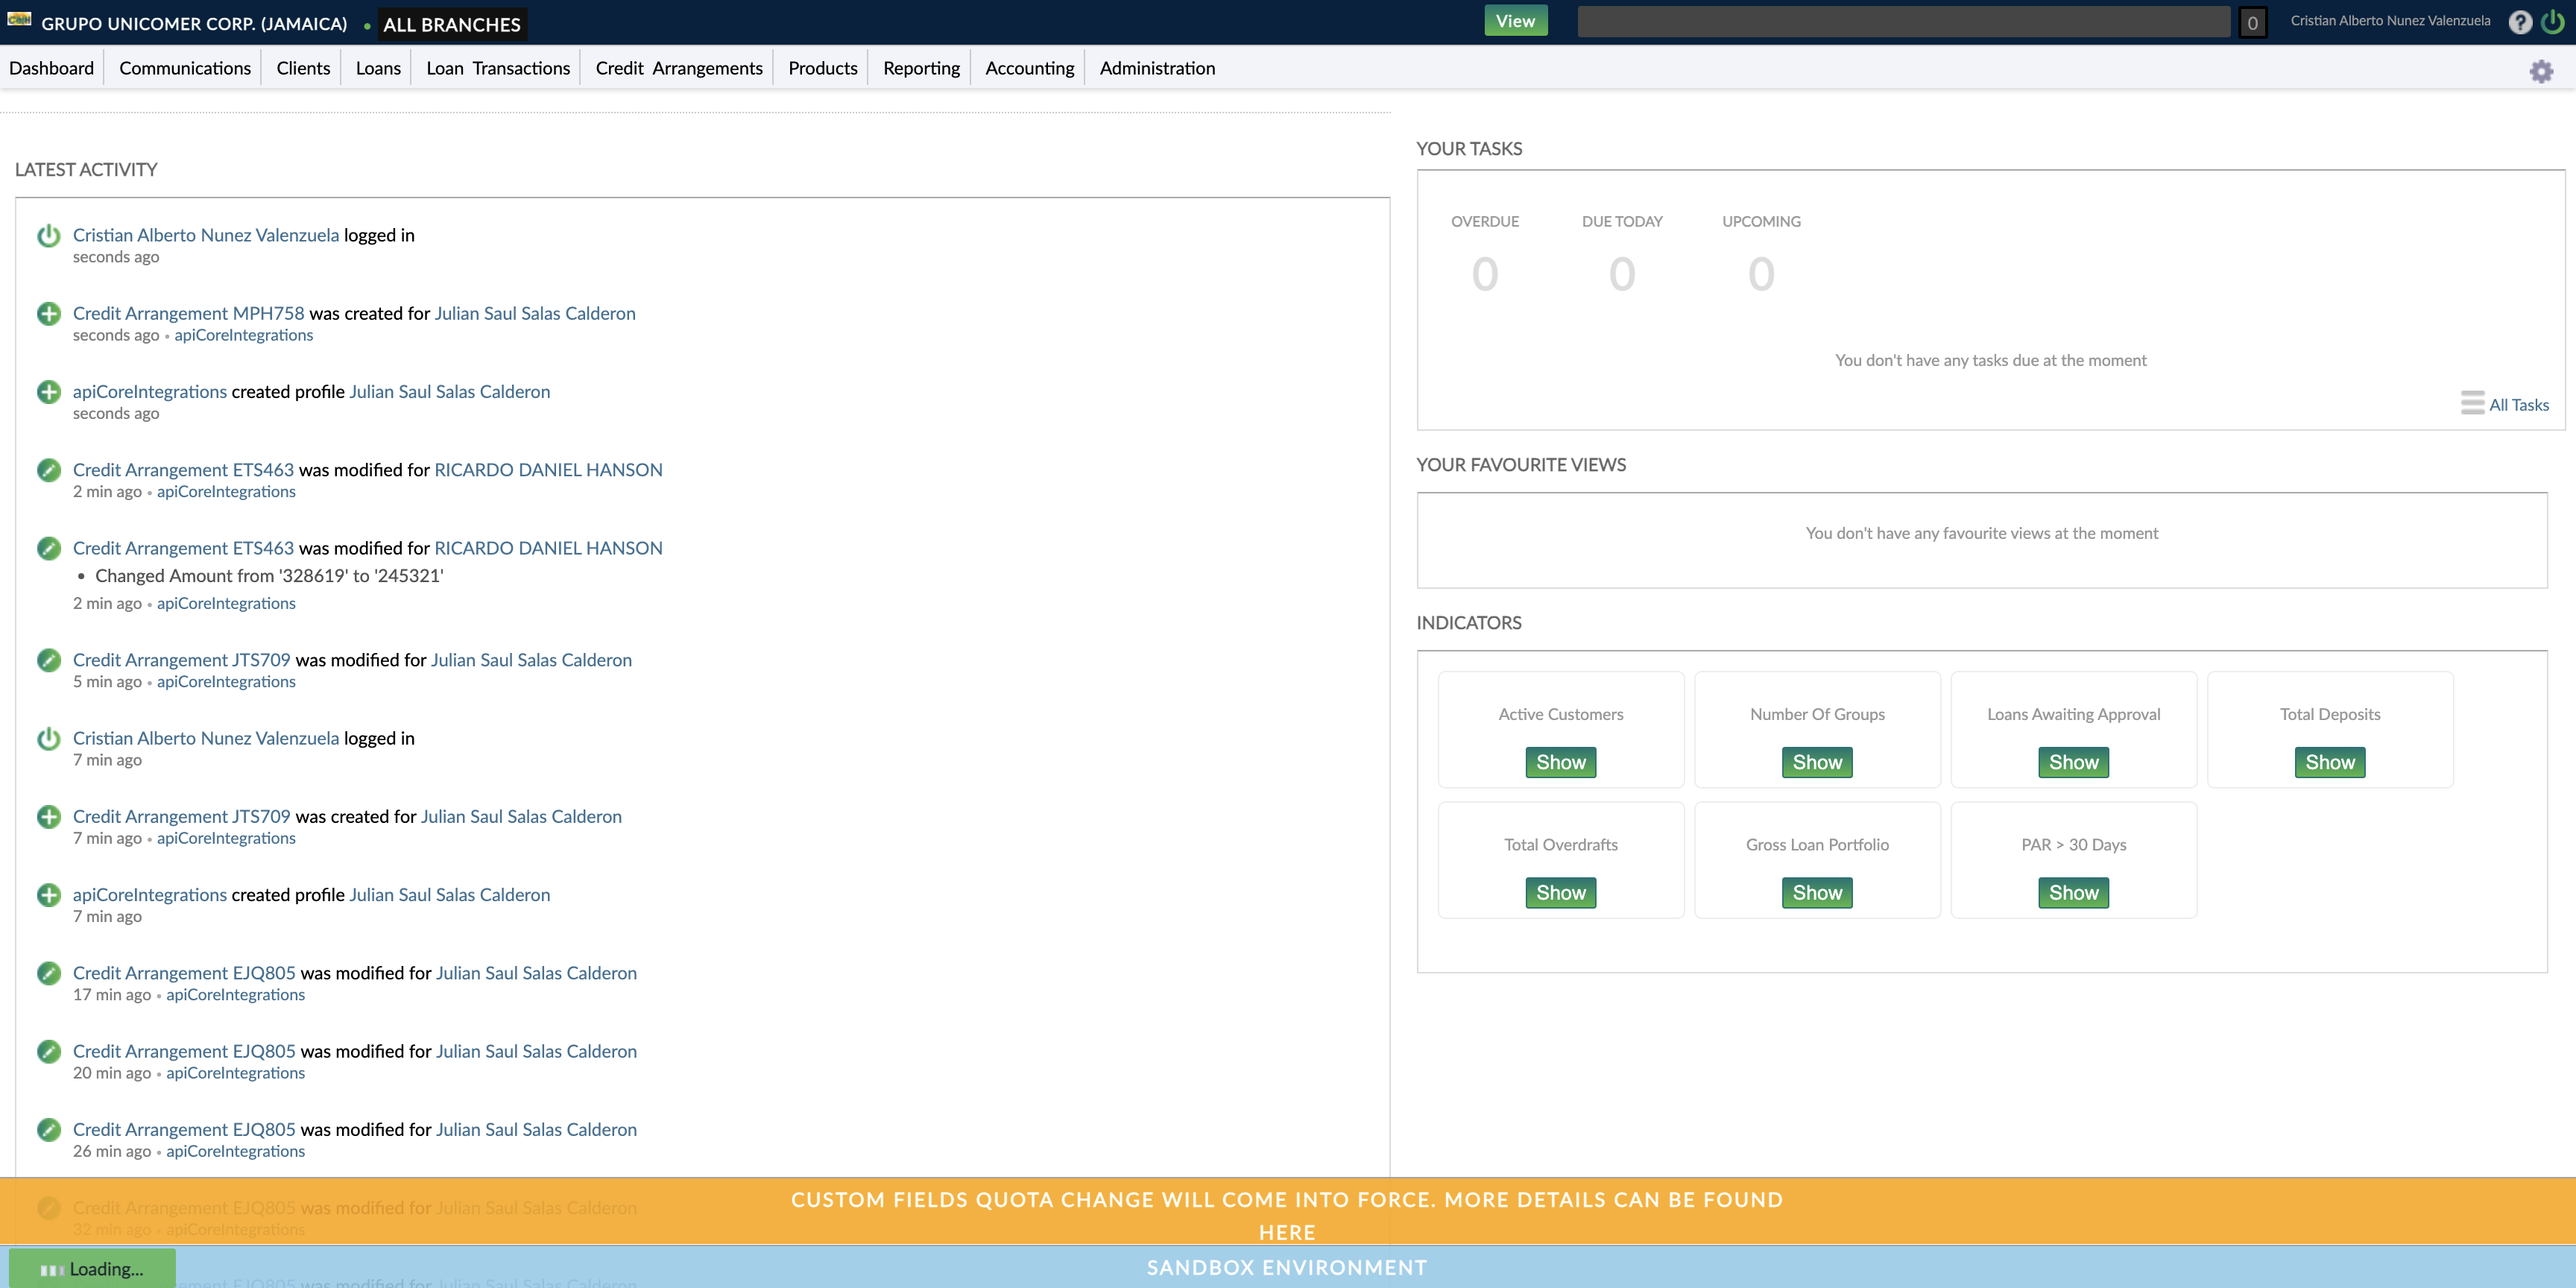 GRUPO UNICOMER CORP. (JAMAICA) • ALL BRANCHES
View
0
Cristian Alberto Nunez Valenzuela
?
Dashboard
Communications
Clients
Loans
Loan Transactions
Credit Arrangements
Products
Reporting
Accounting
Administration
LATEST ACTIVITY
Cristian Alberto Nunez Valenzuela logged in
seconds ago
Credit Arrangement MPH758 was created for Julian Saul Salas Calderon
seconds ago • apiCoreIntegrations
apiCoreIntegrations created profile Julian Saul Salas Calderon
seconds ago
Credit Arrangement ETS463 was modified for RICARDO DANIEL HANSON
2 min ago • apiCoreIntegrations
Credit Arrangement ETS463 was modified for RICARDO DANIEL HANSON
• Changed Amount from '328619' to '245321'
2 min ago • apiCoreIntegrations
Credit Arrangement JTS709 was modified for Julian Saul Salas Calderon
5 min ago • apiCoreIntegrations
Cristian Alberto Nunez Valenzuela logged in
7 min ago
Credit Arrangement JTS709 was created for Julian Saul Salas Calderon
7 min ago • apiCoreIntegrations
apiCoreIntegrations created profile Julian Saul Salas Calderon
7 min ago
Credit Arrangement EJQ805 was modified for Julian Saul Salas Calderon
17 min ago • apiCoreIntegrations
Credit Arrangement EJQ805 was modified for Julian Saul Salas Calderon
20 min ago • apiCoreIntegrations
Credit Arrangement EJQ805 was modified for Julian Saul Salas Calderon
26 min ago • apiCoreIntegrations
Credit Arrangement EJQ805 was modified for Julian Saul Salas Calderon
32 min ago • apiCoreIntegrations
YOUR TASKS
OVERDUE
DUE TODAY
UPCOMING
0
0
0
You don't have any tasks due at the moment
All Tasks
YOUR FAVOURITE VIEWS
You don't have any favourite views at the moment
INDICATORS
Active Customers
Show
Number Of Groups
Show
Loans Awaiting Approval
Show
Total Deposits
Show
Total Overdrafts
Show
Gross Loan Portfolio
Show
PAR > 30 Days
Show
CUSTOM FIELDS QUOTA CHANGE WILL COME INTO FORCE. MORE DETAILS CAN BE FOUND
HERE
Loading...
SANDBOX ENVIRONMENT